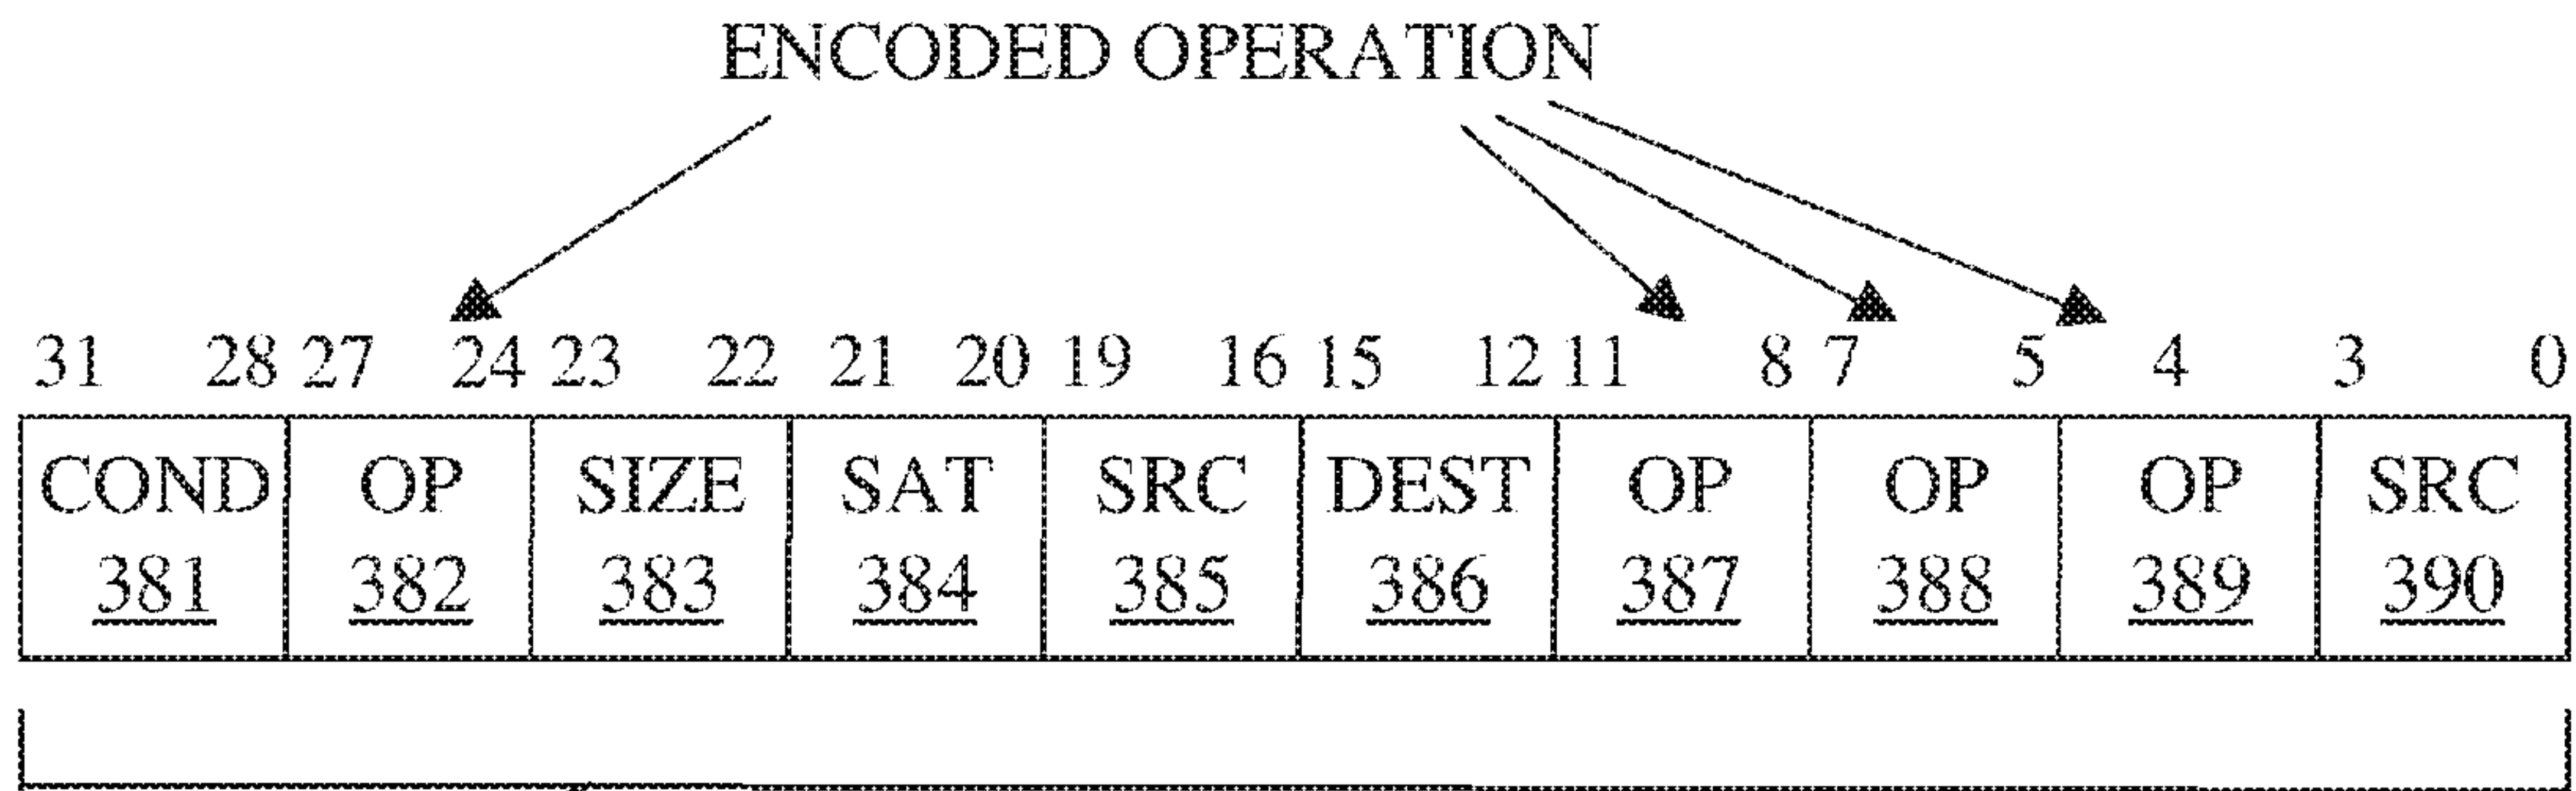 ENCODED OPERATION
31 28 27 24 23 22 21 20 19 16 15 12 11 8 7 5 4 3 0
COND OP SIZE SAT SRC DEST OP OP OP SRC
381 382 383 384 385 386 387 388 389 390